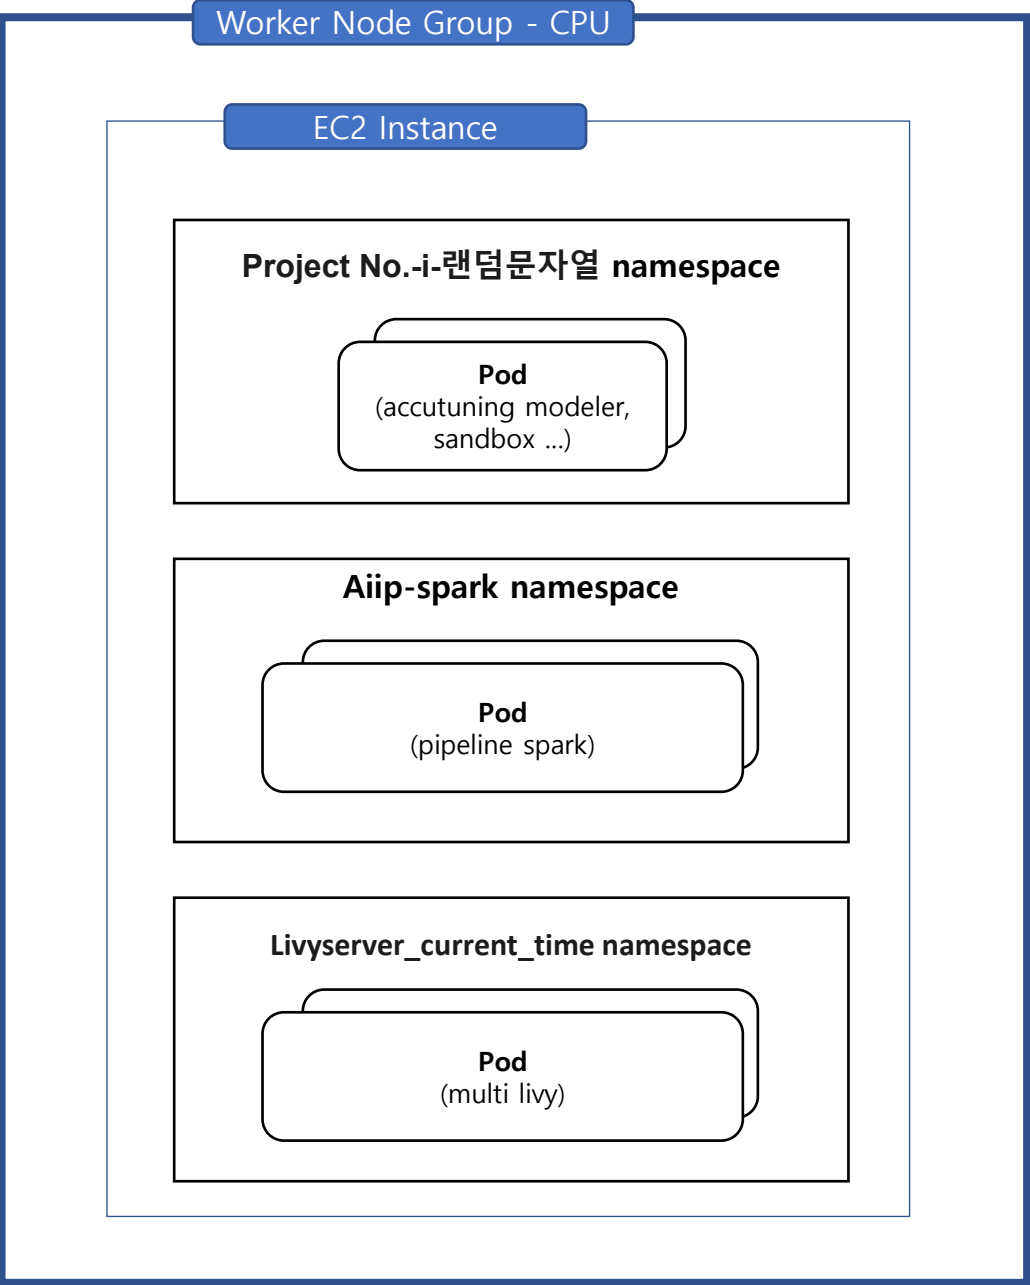 Worker Node Group - CPU
EC2 Instance
Project No.-i-랜덤문자열 namespace
Pod
(accutuning modeler,
sandbox ...)
Aiip-spark namespace
Pod
(pipeline spark)
Livyserver_current_time namespace
Pod
(multi livy)